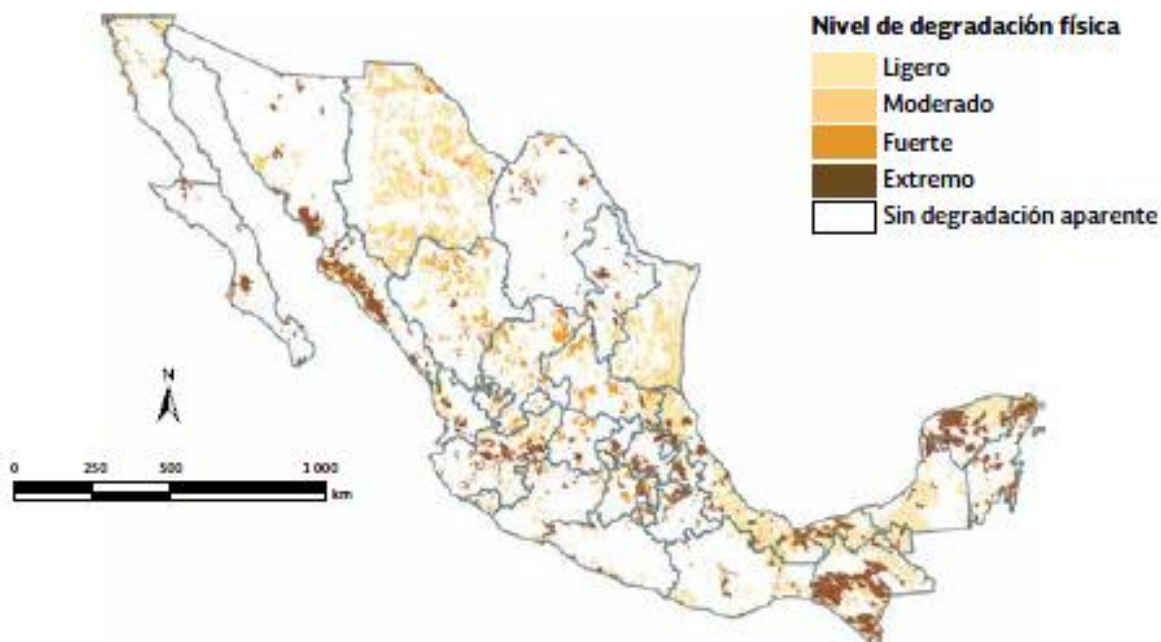 Nivel de degradación física
Ligero
Moderado
Fuerte
Extremo
Sin degradación aparente
N
0 250 500 1 000
km